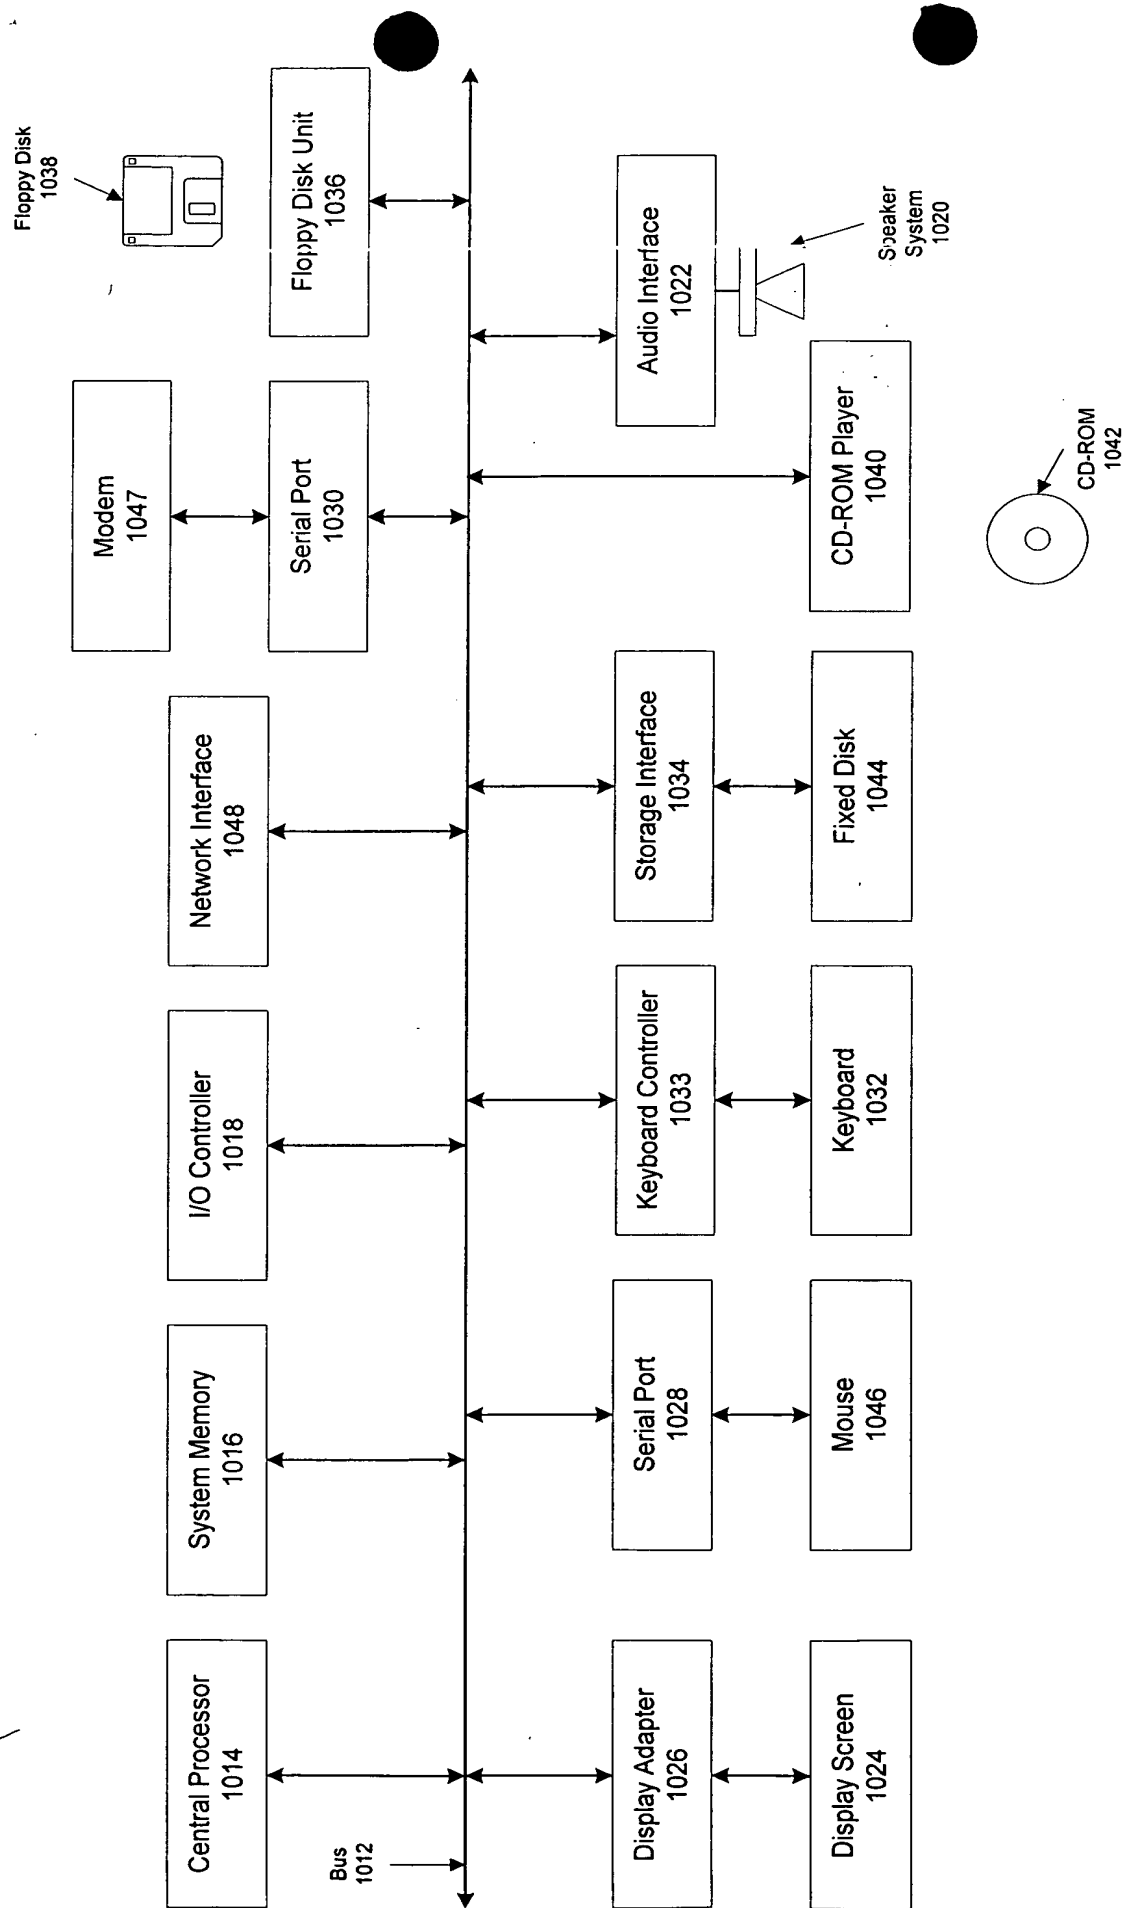 Floppy Disk
1038
Modem
1047
Serial Port
1030
Floppy Disk Unit
1036
Central Processor
1014
System Memory
1016
I/O Controller
1018
Network Interface
1048
Bus
1012
Display Adapter
1026
Serial Port
1028
Keyboard Controller
1033
Storage Interface
1034
Audio Interface
1022
Display Screen
1024
Mouse
1046
Keyboard
1032
Fixed Disk
1044
CD-ROM Player
1040
Speaker
System
1020
CD-ROM
1042